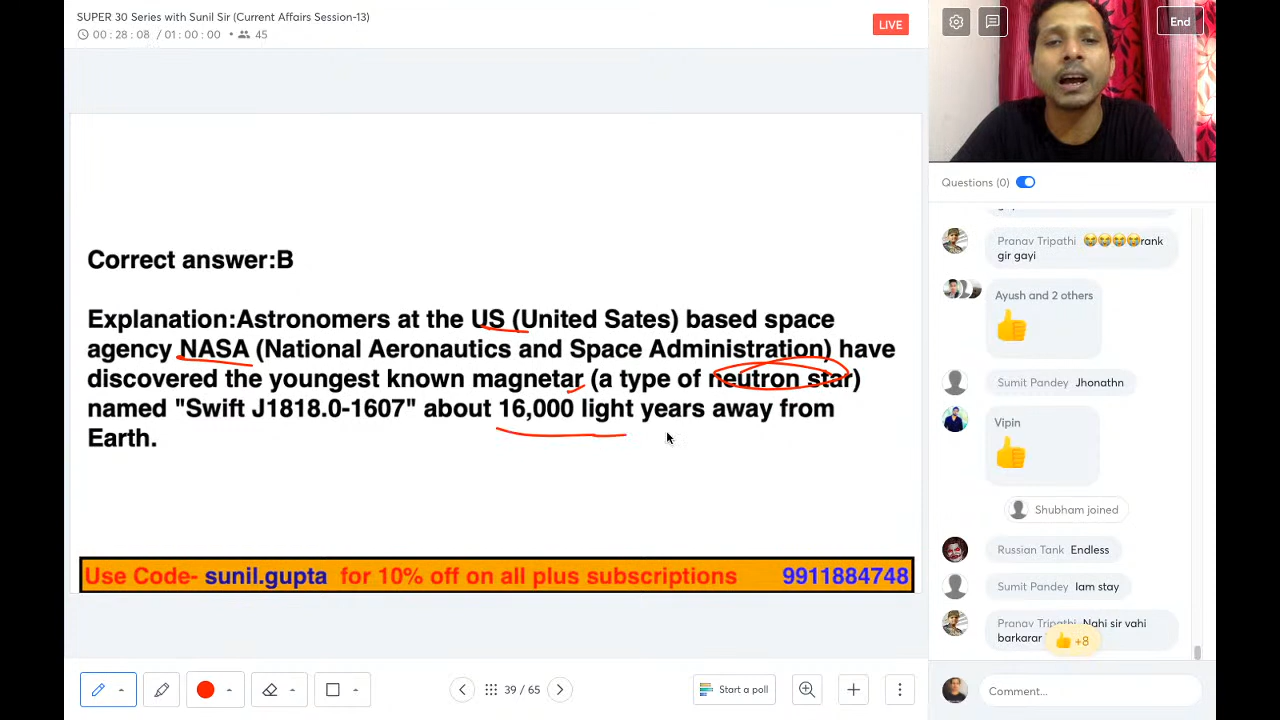 SUPER 30 Series with Sunil Sir (Current Affairs Session-13)
00 : 28 : 08 / 01 : 00 : 00 • 45
LIVE
End
Correct answer:B
Explanation:Astronomers at the US (United Sates) based space
agency NASA (National Aeronautics and Space Administration) have
discovered the youngest known magnetar (a type of neutron star)
named "Swift J1818.0-1607" about 16,000 light years away from
Earth.
Use Code- sunil.gupta for 10% off on all plus subscriptions 9911884748
39 / 65
Start a poll
Questions (0)
Pranav Tripathi 😭😭😭😭rank
gir gayi
Ayush and 2 others
👍
Sumit Pandey Jhonathn
Vipin
👍
Shubham joined
Russian Tank Endless
Sumit Pandey Iam stay
Pranav Tripathi Nahi sir vahi
barkarar
👍 +8
Comment...